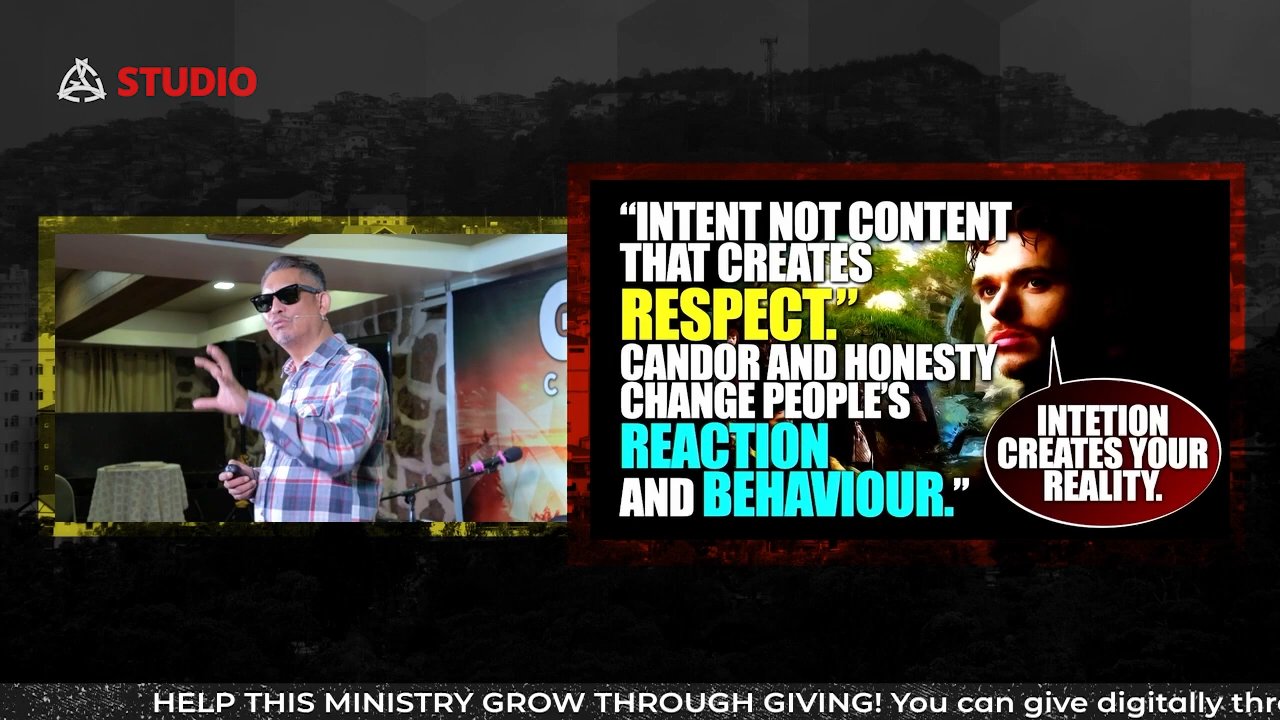 STUDIO
“INTENT NOT CONTENT
THAT CREATES
RESPECT.”
CANDOR AND HONESTY
CHANGE PEOPLE’S
REACTION
AND BEHAVIOUR.”
INTETION
CREATES YOUR
REALITY.
HELP THIS MINISTRY GROW THROUGH GIVING! You can give digitally thr